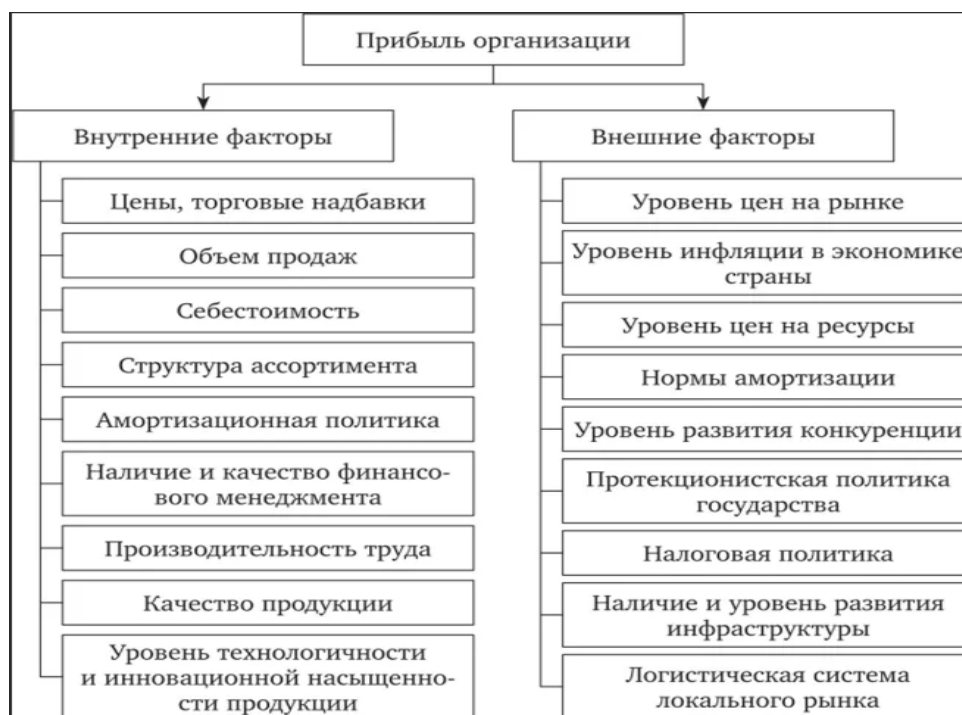 Прибыль организации
Внутренние факторы
Цены, торговые надбавки
Объем продаж
Себестоимость
Структура ассортимента
Амортизационная политика
Наличие и качество финансо-
вого менеджмента
Производительность труда
Качество продукции
Уровень технологичности
и инновационной насыщенно-
сти продукции
Внешние факторы
Уровень цен на рынке
Уровень инфляции в экономике
страны
Уровень цен на ресурсы
Нормы амортизации
Уровень развития конкуренции
Протекционистская политика
государства
Налоговая политика
Наличие и уровень развития
инфраструктуры
Логистическая система
локального рынка